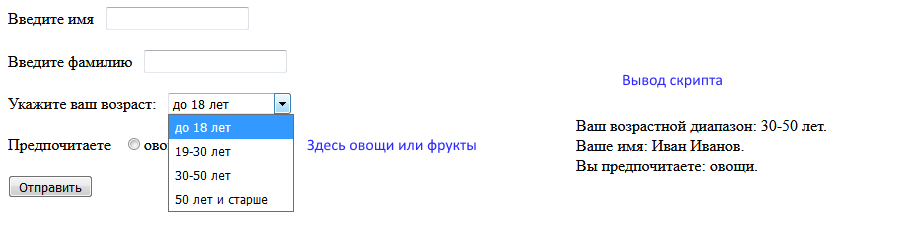 Введите имя
Введите фамилию
Укажите ваш возраст: до 18 лет
до 18 лет
19-30 лет
30-50 лет
50 лет и старше
Предпочитаете ово
Здесь овощи или фрукты
Отправить
Вывод скрипта
Ваш возрастной диапазон: 30-50 лет.
Ваше имя: Иван Иванов.
Вы предпочитаете: овощи.